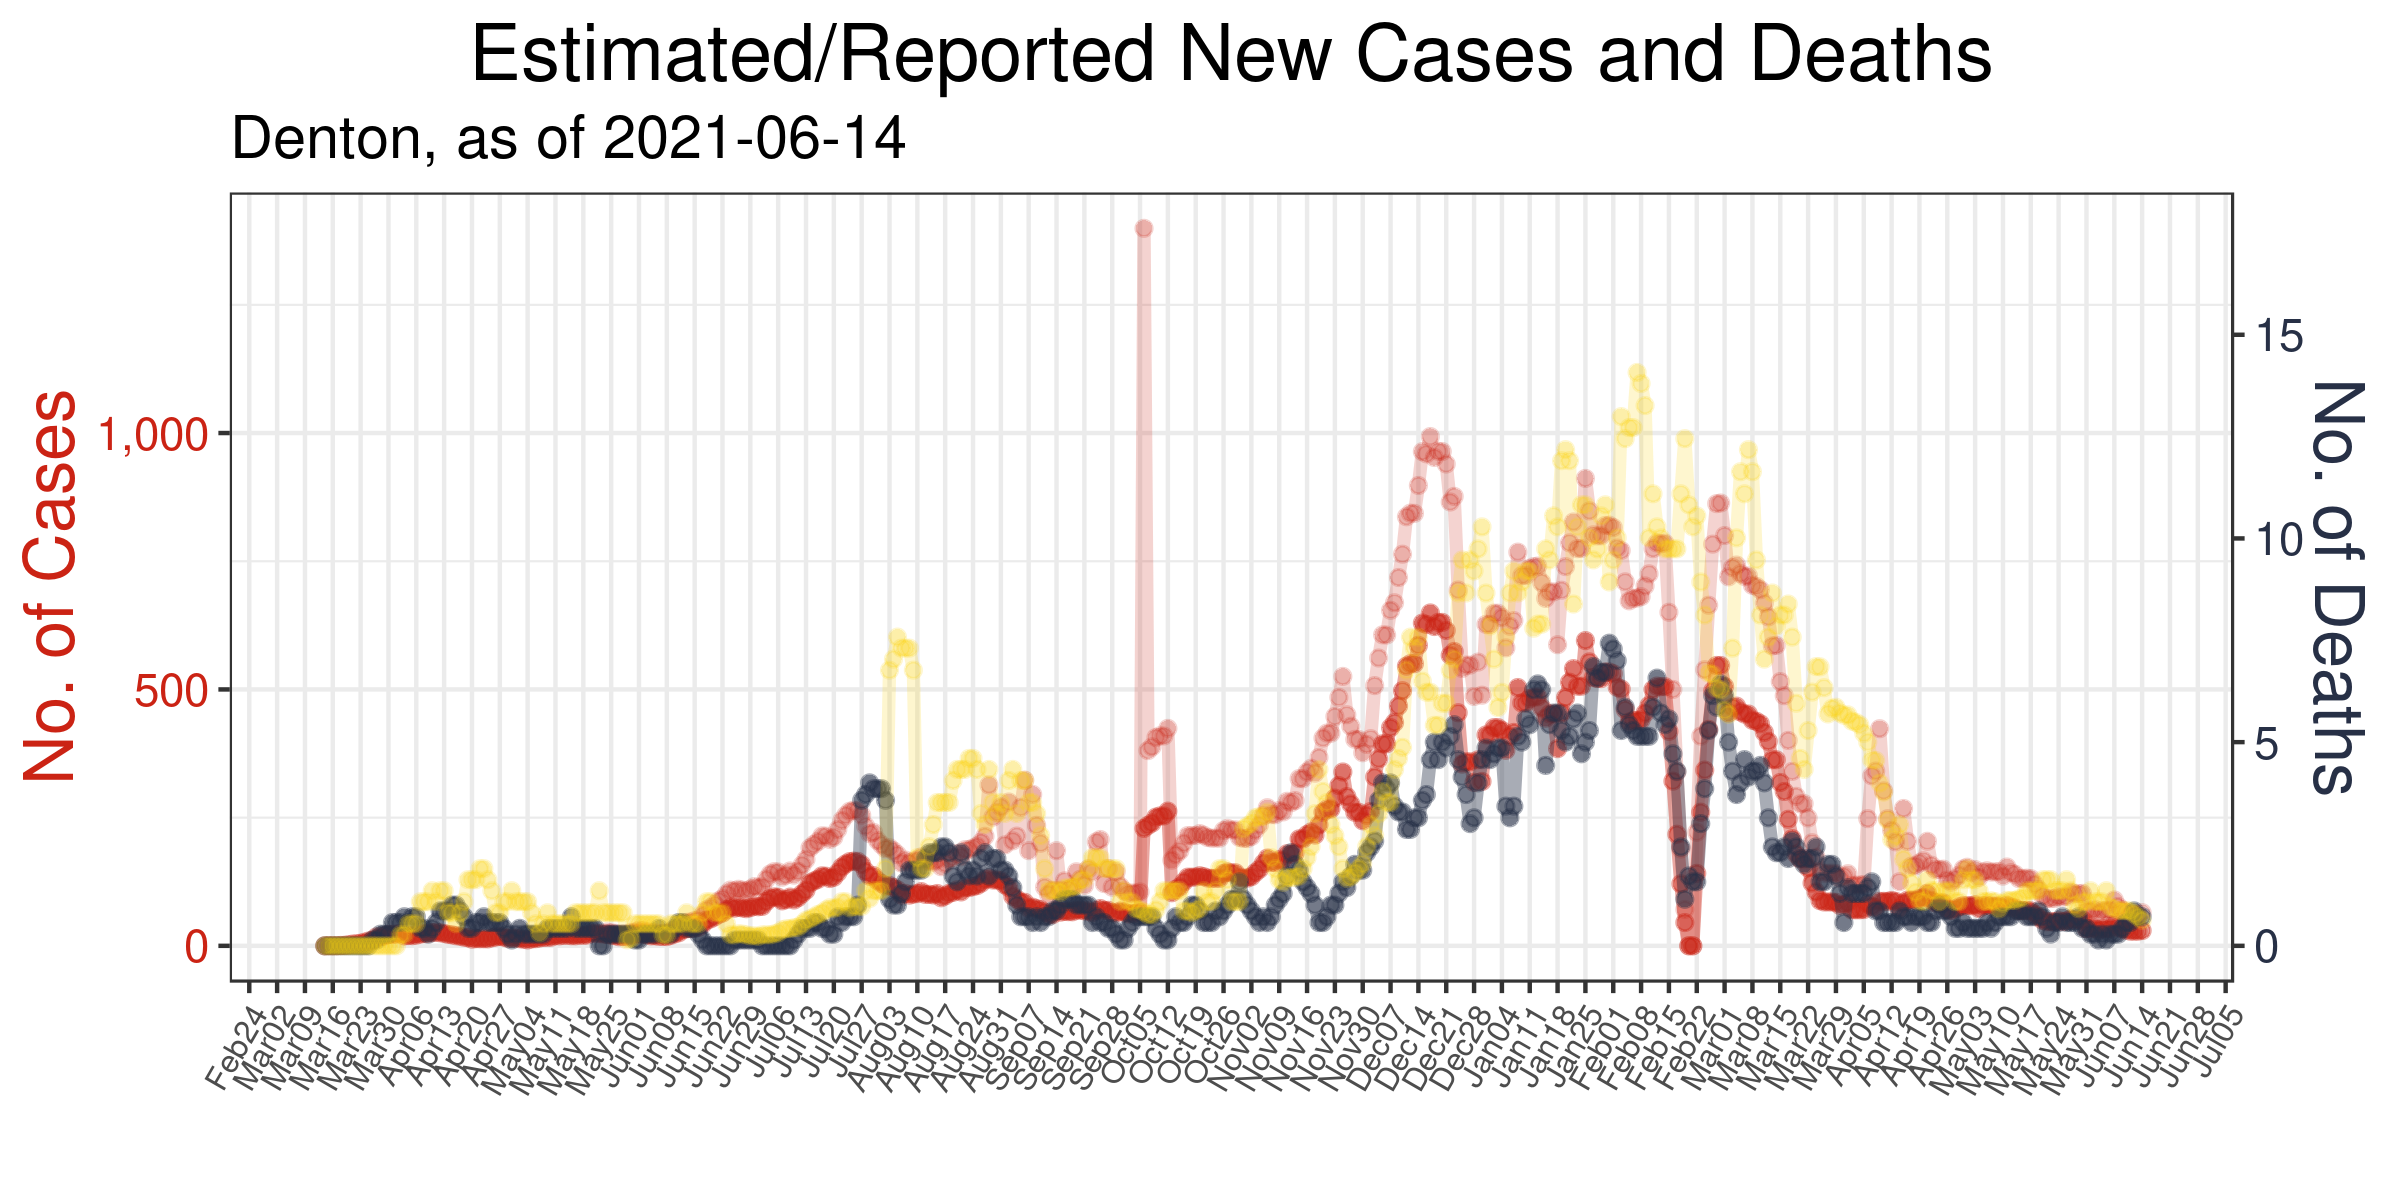 Estimated/Reported New Cases and Deaths
Denton, as of 2021-06-14
No. of Cases
1,000
500
0
No. of Deaths
15
10
5
0
Feb24
Mar02
Mar09
Mar16
Mar23
Mar30
Apr06
Apr13
Apr20
Apr27
May04
May11
May18
May25
Jun01
Jun08
Jun15
Jun22
Jun29
Jul06
Jul13
Jul20
Jul27
Aug03
Aug10
Aug17
Aug24
Aug31
Sep07
Sep14
Sep21
Sep28
Oct05
Oct12
Oct19
Oct26
Nov02
Nov09
Nov16
Nov23
Nov30
Dec07
Dec14
Dec21
Dec28
Jan04
Jan11
Jan18
Jan25
Feb01
Feb08
Feb15
Feb22
Mar01
Mar08
Mar15
Mar22
Mar29
Apr05
Apr12
Apr19
Apr26
May03
May10
May17
May24
May31
Jun07
Jun14
Jun21
Jun28
Jul05